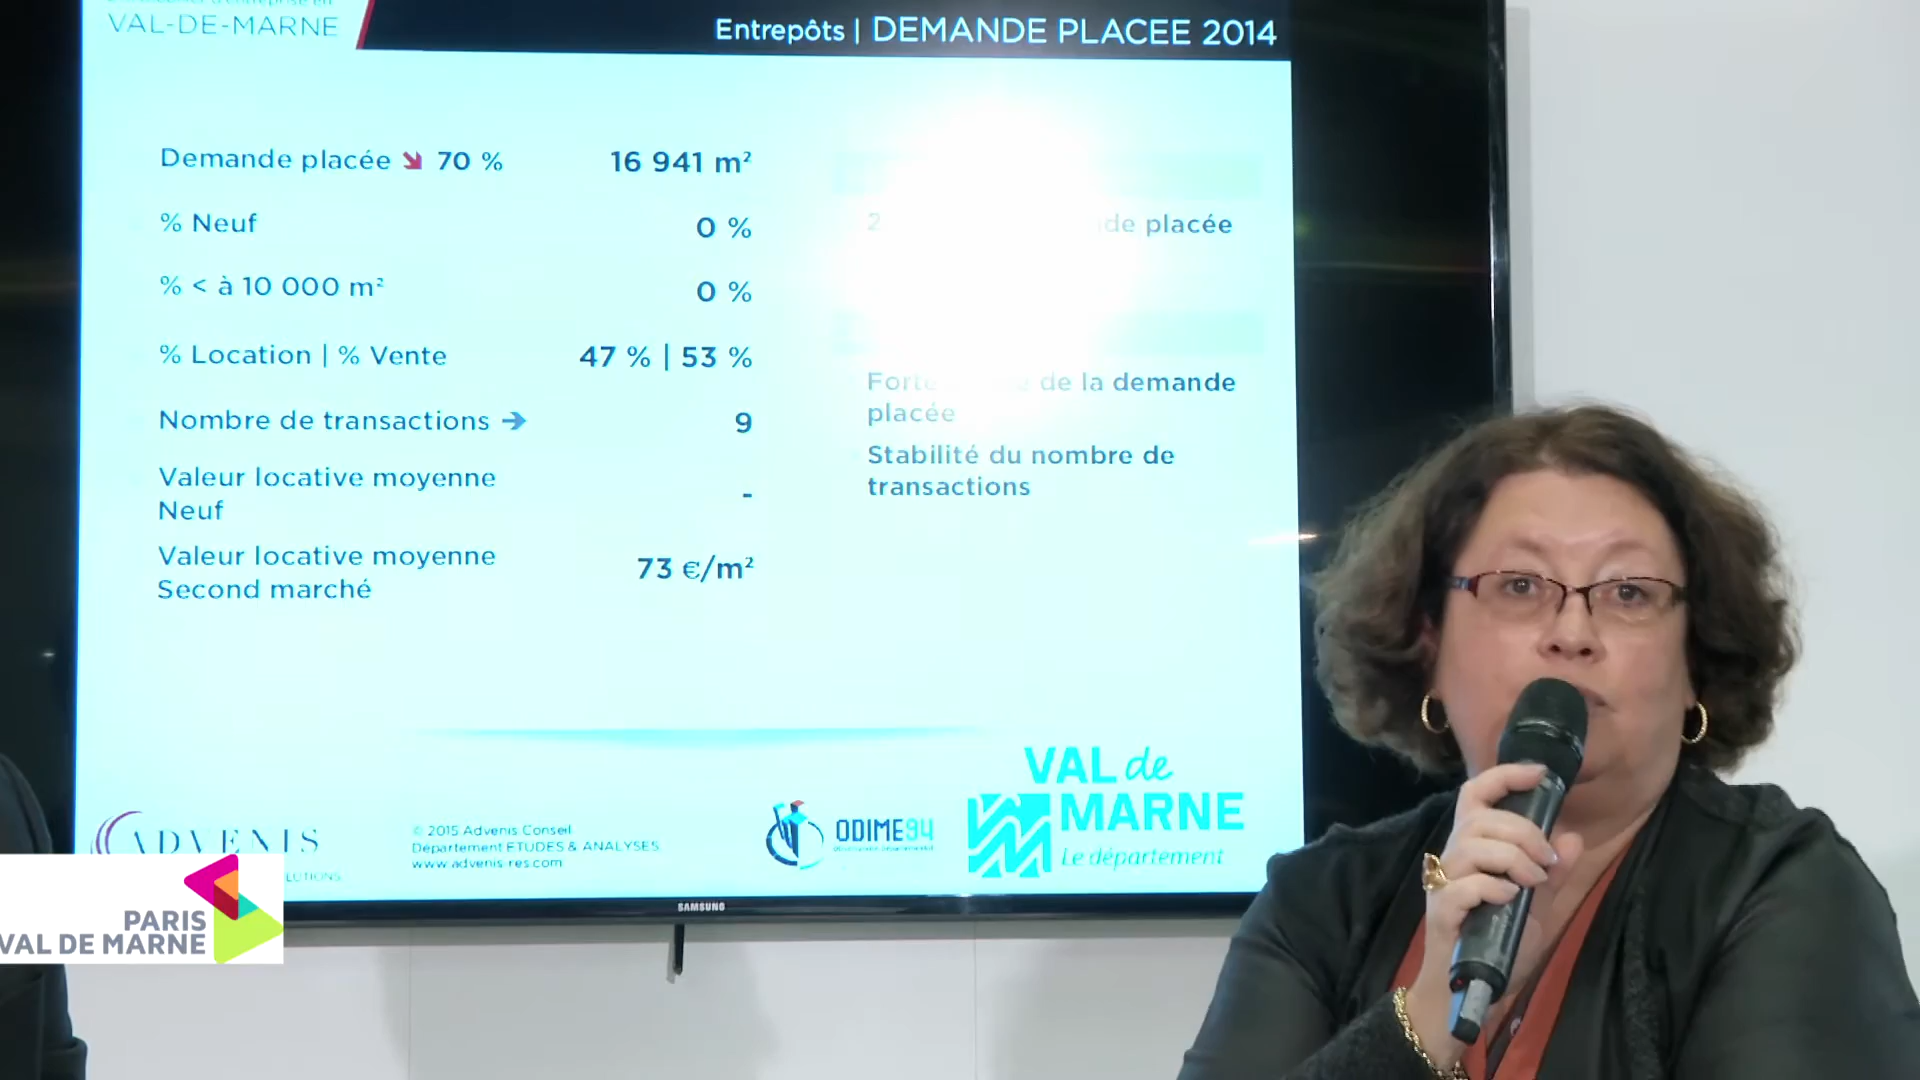 VAL-DE-MARNE
Entrepôts | DEMANDE PLACEE 2014
Demande placée 70 % 16 941 m²
% Neuf 0 %
% < à 10 000 m² 0 %
% Location | % Vente 47 % | 53 %
Nombre de transactions 9
Valeur locative moyenne
Neuf -
Valeur locative moyenne
Second marché 73 €/m²
2 de placée
Forte de la demande
placée
Stabilité du nombre de
transactions
ADVENIS
LUTIONS
© 2015 Advenis Conseil
Département ETUDES & ANALYSES
www.advenis-res.com
ODIME94
VAL de
MARNE
Le département
SAMSUNG
PARIS
VAL DE MARNE